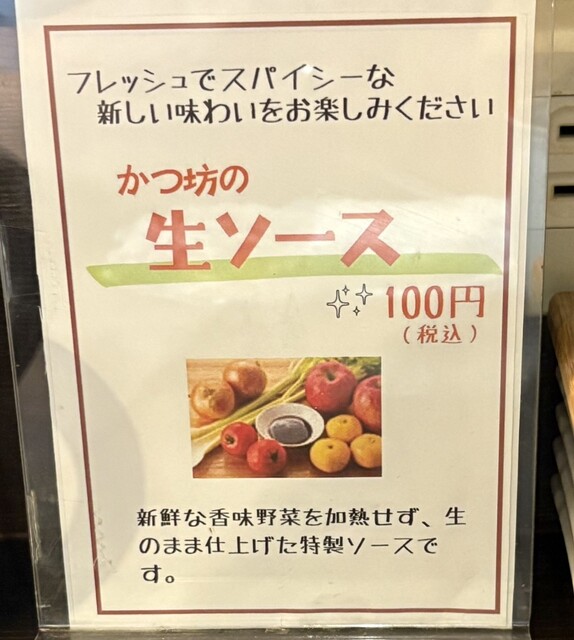 フレッシュでスパイシーな
新しい味わいをお楽しみください
かつ坊の
生ソース
100円
(税込)
新鮮な香味野菜を加熱せず、生
のまま仕上げた特製ソースで
す。